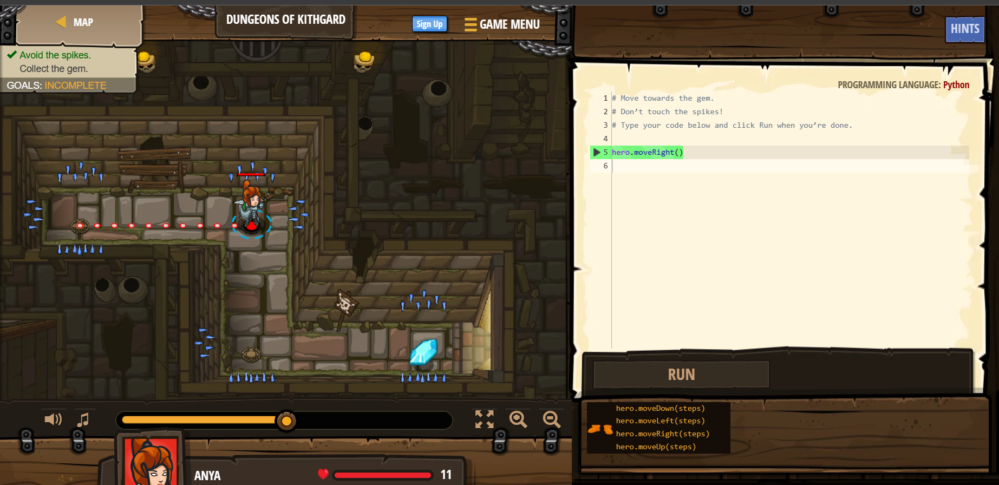 MAP
DUNGEONS OF KITHGARD
Sign Up
GAME MENU
HINTS
Avoid the spikes.
Collect the gem.
GOALS: INCOMPLETE
PROGRAMMING LANGUAGE: Python
1 # Move towards the gem.
2 # Don’t touch the spikes!
3 # Type your code below and click Run when you’re done.
4
5 hero.moveRight()
6
RUN
hero.moveDown(steps)
hero.moveLeft(steps)
hero.moveRight(steps)
hero.moveUp(steps)
ANYA
11